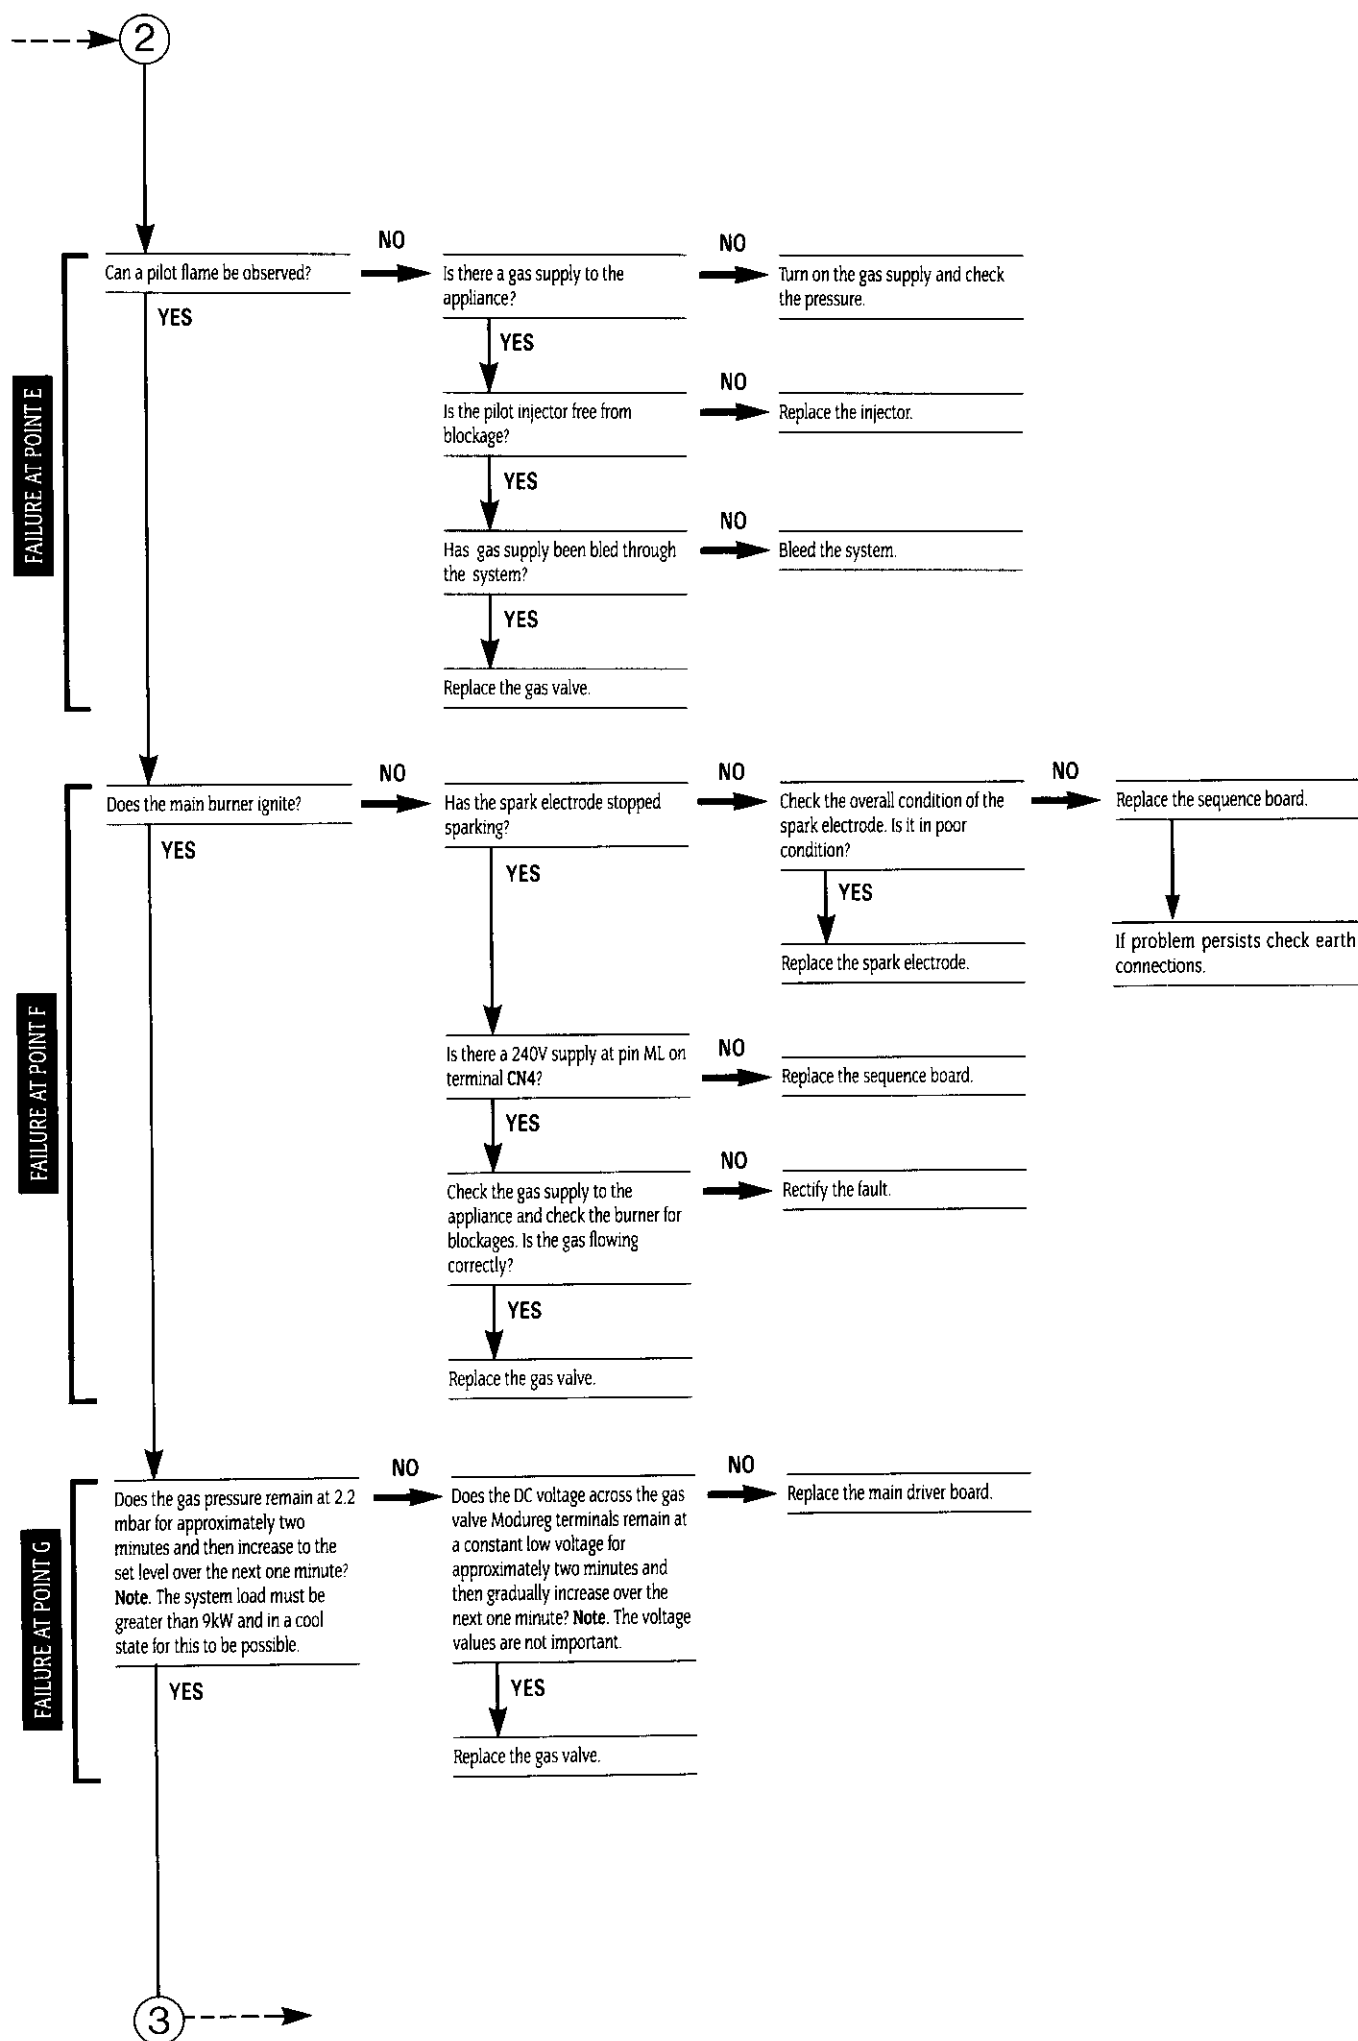 2
NO
NO
Can a pilot flame be observed?
Is there a gas supply to the
appliance?
Turn on the gas supply and check
the pressure.
YES
YES
FAILURE AT POINT E
NO
Is the pilot injector free from
blockage?
Replace the injector.
YES
NO
Has gas supply been bled through
the system?
Bleed the system.
YES
Replace the gas valve.
NO
NO
NO
Does the main burner ignite?
Has the spark electrode stopped
sparking?
Check the overall condition of the
spark electrode. Is it in poor
condition?
Replace the sequence board.
YES
YES
YES
If problem persists check earth
connections.
Replace the spark electrode.
FAILURE AT POINT F
NO
Is there a 240V supply at pin ML on
terminal CN4?
Replace the sequence board.
YES
NO
Check the gas supply to the
appliance and check the burner for
blockages. Is the gas flowing
correctly?
Rectify the fault.
YES
Replace the gas valve.
NO
NO
Does the gas pressure remain at 2.2
mbar for approximately two
minutes and then increase to the
set level over the next one minute?
Note. The system load must be
greater than 9kW and in a cool
state for this to be possible.
Does the DC voltage across the gas
valve Modureg terminals remain at
a constant low voltage for
approximately two minutes and
then gradually increase over the
next one minute? Note. The voltage
values are not important.
Replace the main driver board.
FAILURE AT POINT G
YES
YES
Replace the gas valve.
3